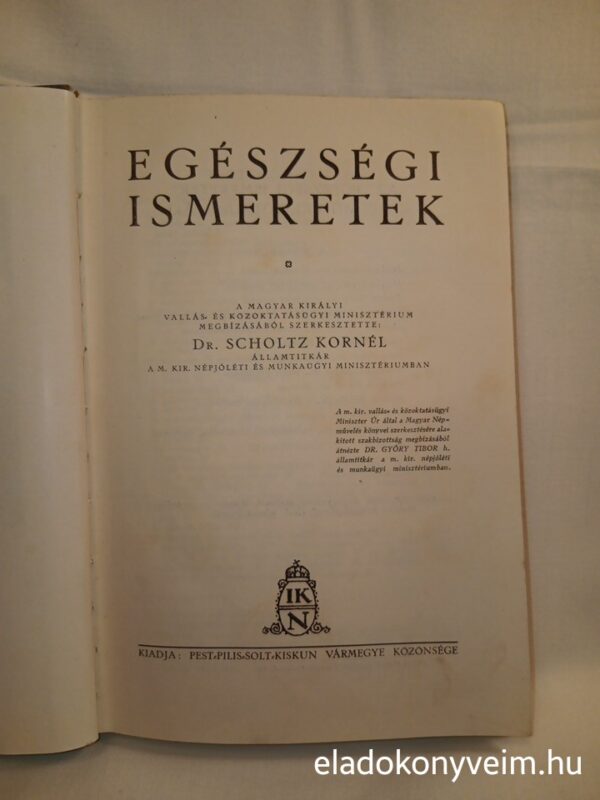 EGÉSZSÉGI
ISMERETEK
A MAGYAR KIRÁLYI
VALLÁS- ÉS KÖZOKTATÁSÜGYI MINISZTÉRIUM
MEGBÍZÁSÁBÓL SZERKESZTETTE:
DR. SCHOLTZ KORNÉL
ÁLLAMTITKÁR
A M. KIR. NÉPJÓLÉTI ÉS MUNKAÜGYI MINISZTÉRIUMBAN
A m. kir. vallás- és közoktatásügyi
Miniszter Úr által a Magyar Nép-
művelés könyvei szerkesztésére ala-
kított szakbizottság megbízásából
átnézte DR. GYŐRY TIBOR h.
államtitkár a m. kir. népjóléti
és munkaügyi minisztériumban.
IK
N
KIADJA: PEST-PILIS-SOLT-KISKUN VÁRMEGYE KÖZÖNSÉGE
eladokonyveim.hu